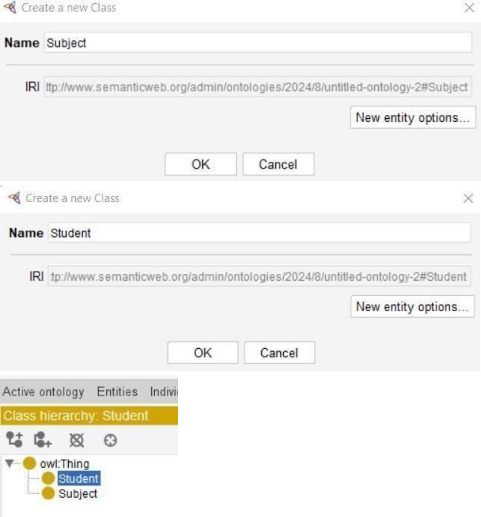 Create a new Class
Name Subject
IRI ttp://www.semanticweb.org/admin/ontologies/2024/8/untitled-ontology-2#Subject
New entity options...
OK Cancel
Create a new Class
Name Student
IRI tp://www.semanticweb.org/admin/ontologies/2024/8/untitled-ontology-2#Student
New entity options...
OK Cancel
Active ontology Entities Indivi
Class hierarchy: Student
owl:Thing
Student
Subject